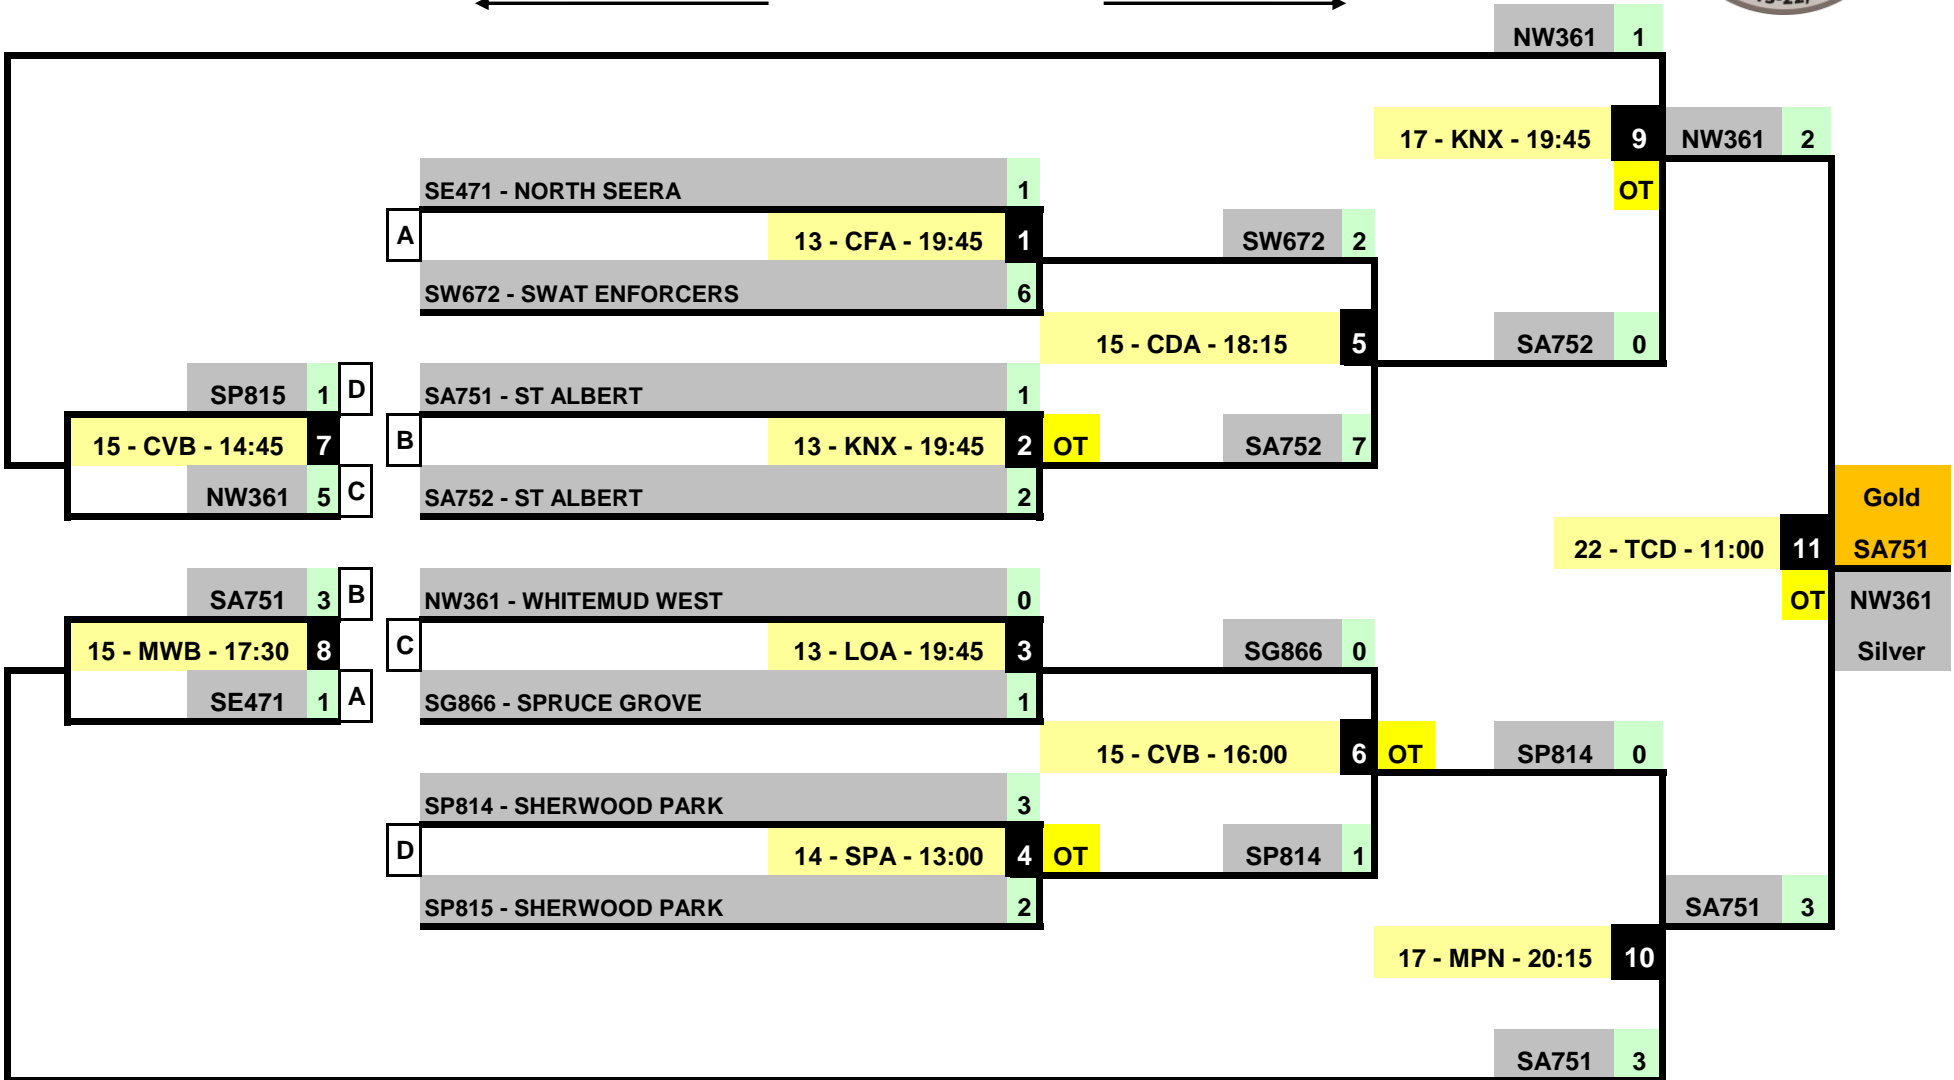 NW361 1
17 - KNX - 19:45 9 NW361 2
OT
SE471 - NORTH SEERA 1
A 13 - CFA - 19:45 1 SW672 2
SW672 - SWAT ENFORCERS 6
15 - CDA - 18:15 5 SA752 0
SP815 1 D SA751 - ST ALBERT 1
15 - CVB - 14:45 7 B 13 - KNX - 19:45 2 OT SA752 7
NW361 5 C SA752 - ST ALBERT 2 Gold
22 - TCD - 11:00 11 SA751
SA751 3 B NW361 - WHITEMUD WEST 0 OT NW361
15 - MWB - 17:30 8 C 13 - LOA - 19:45 3 SG866 0 Silver
SE471 1 A SG866 - SPRUCE GROVE 1
15 - CVB - 16:00 6 OT SP814 0
SP814 - SHERWOOD PARK 3
D 14 - SPA - 13:00 4 OT SP814 1
SP815 - SHERWOOD PARK 2 SA751 3
17 - MPN - 20:15 10
SA751 3